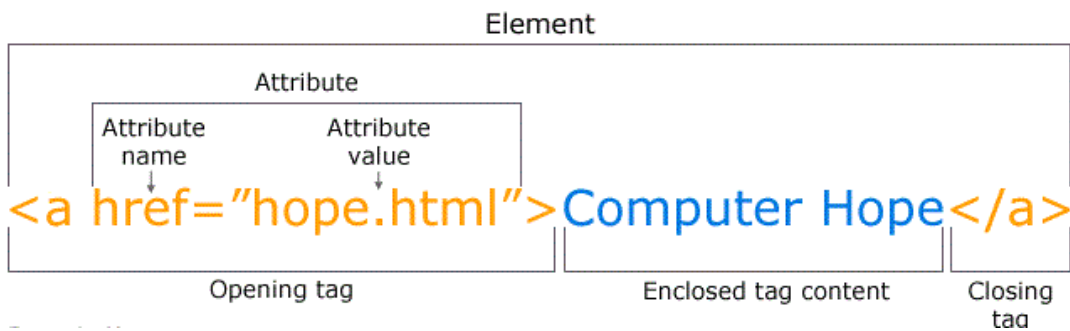 Element
Attribute
Attribute name
Attribute value
<a href=”hope.html”>Computer Hope</a>
Opening tag
Enclosed tag content
Closing tag